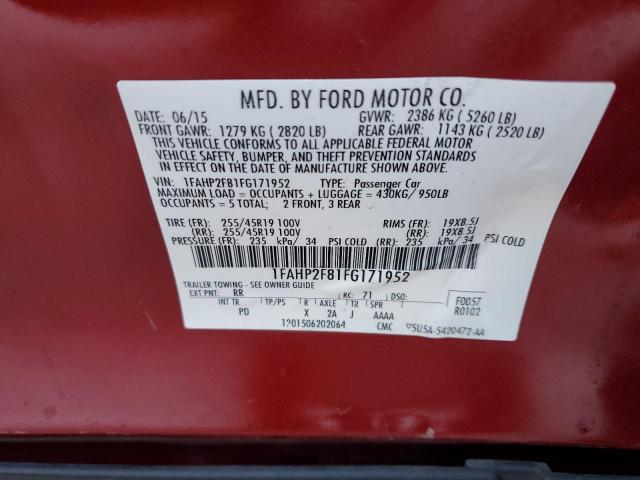 MFD. BY FORD MOTOR CO.
DATE: 06/15 GVWR: 2386 KG ( 5260 LB)
FRONT GAWR: 1279 KG ( 2820 LB) REAR GAWR: 1143 KG ( 2520 LB)
THIS VEHICLE CONFORMS TO ALL APPLICABLE FEDERAL MOTOR
VEHICLE SAFETY, BUMPER, AND THEFT PREVENTION STANDARDS
IN EFFECT ON THE DATE OF MANUFACTURE SHOWN ABOVE.
VIN: 1FAHP2F81FG171952 TYPE: Passenger Car
MAXIMUM LOAD = OCCUPANTS + LUGGAGE = 430KG/ 950LB
OCCUPANTS = 5 TOTAL; 2 FRONT, 3 REAR
TIRE (FR): 255/45R19 100V RIMS (FR): 19X8.5J
(RR): 255/45R19 100V (RR): 19X8.5J
PRESSURE (FR): 235 kPa/ 34 PSI COLD (RR): 235 kPa/ 34 PSI COLD
1FAHP2F81FG171952
TRAILER TOWING - SEE OWNER GUIDE
EXT PNT: RR RC: 71 DSO: F0057
INT TR TP/PS R AXLE TR SPR R0102
PD X 2A J AAAA
1201506202064 CMC 5U5A-5420472-AA